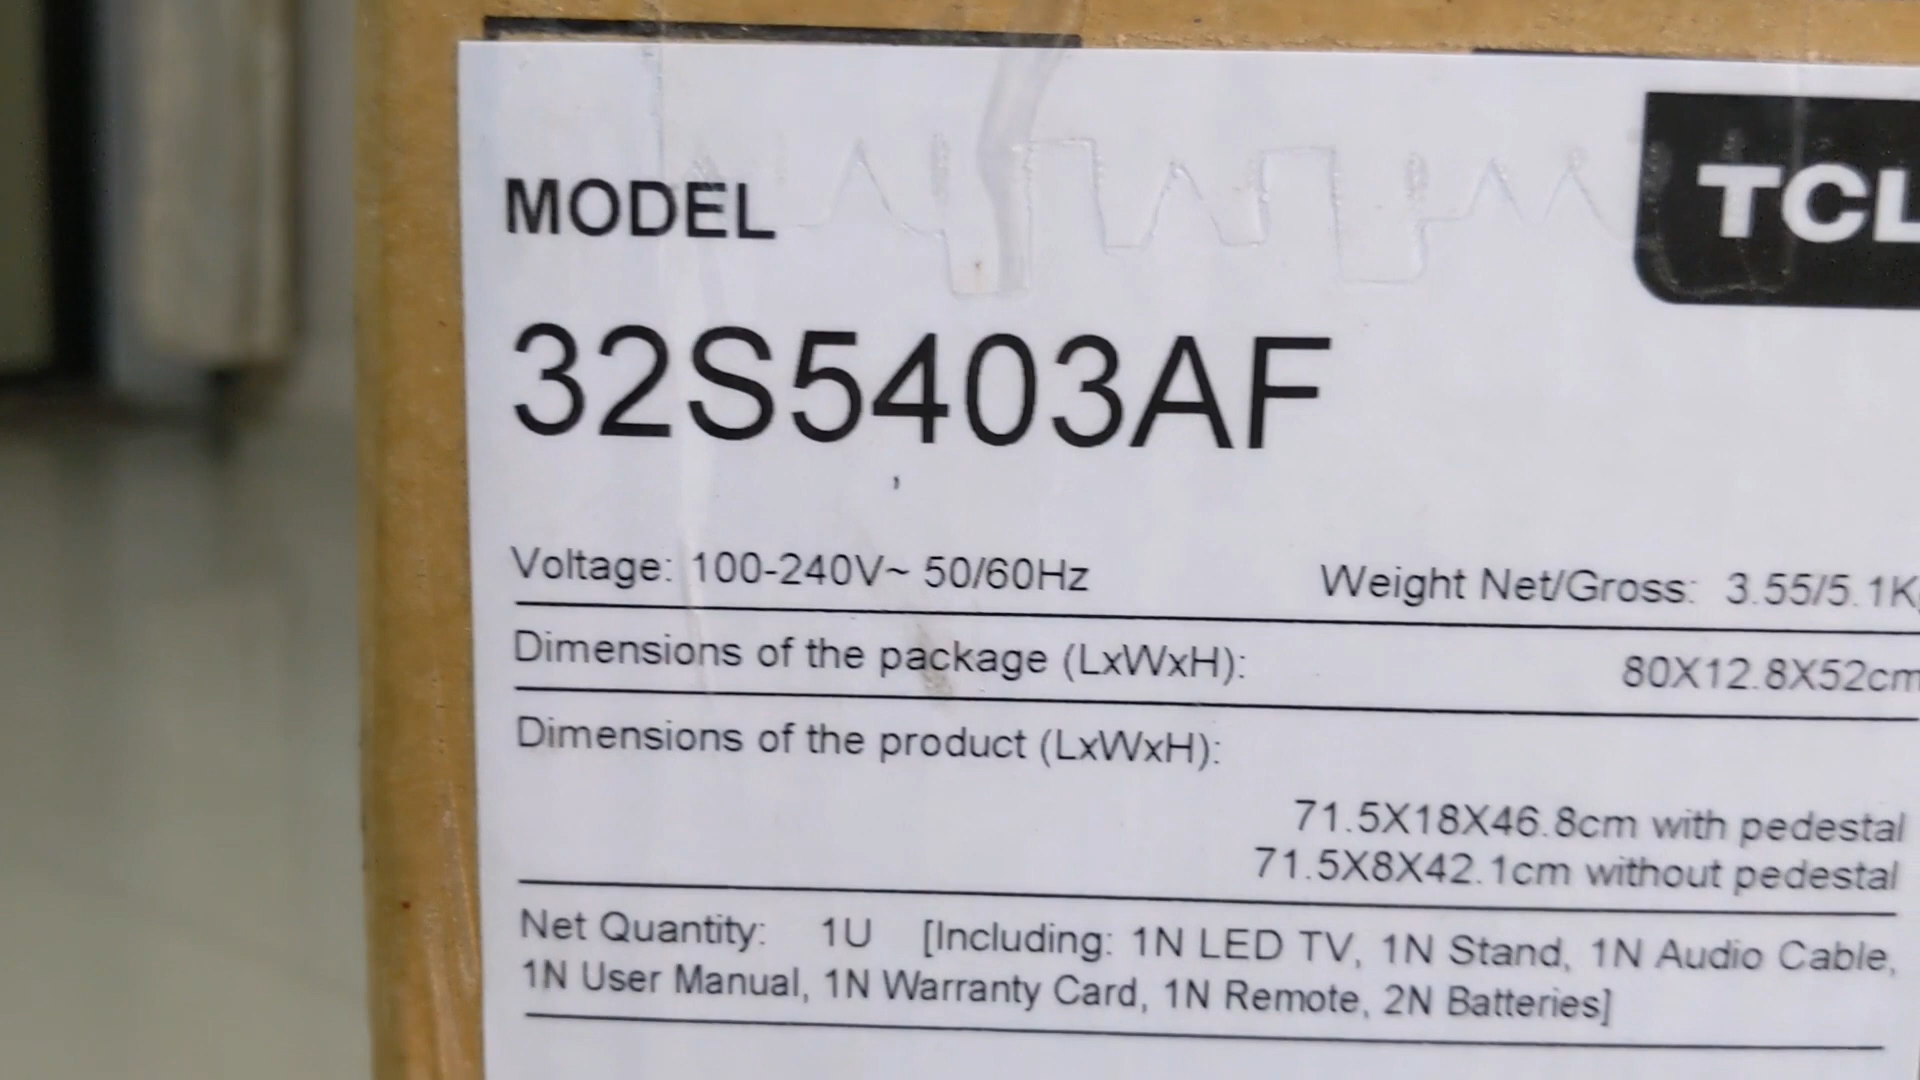 TCL
MODEL
32S5403AF
Voltage: 100-240V~ 50/60Hz Weight Net/Gross: 3.55/5.1K
Dimensions of the package (LxWxH): 80X12.8X52cm
Dimensions of the product (LxWxH):
71.5X18X46.8cm with pedestal
71.5X8X42.1cm without pedestal
Net Quantity: 1U [Including: 1N LED TV, 1N Stand, 1N Audio Cable,
1N User Manual, 1N Warranty Card, 1N Remote, 2N Batteries]